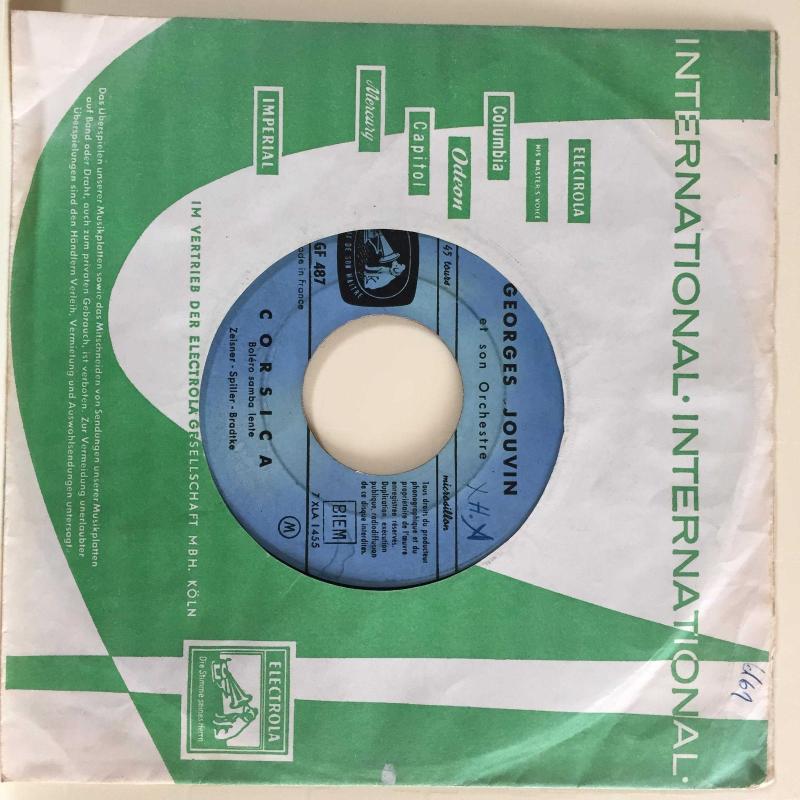 INTERNATIONAL · INTERNATIONAL ·
ELECTROLA
HIS MASTER'S VOICE
Columbia
Odeon
Capitol
Mercury
IMPERIAL
GEORGES JOUVIN
et son Orchestre
45 tours
microsillon
DE SON MAÎTRE
GF 487
Made in France
Tous droits du producteur
phonographique et du
propriétaire de l'œuvre
enregistrée réservés.
Duplication, exécution
publique, radiodiffusion
de ce disque interdites.
BIEM
7 XLA 1455
M
CORSICA
Boléro samba lente
Zeisner - Spiller - Bradtke
X.H.A
IM VERTRIEB DER ELECTROLA GESELLSCHAFT MBH. KÖLN
ELECTROLA
Die Stimme seines Herrn
Das Überspielen unserer Musikplatten sowie das Mitschneiden von Sendungen unserer Musikplatten
auf Band oder Draht, auch zum privaten Gebrauch, ist verboten. Zur Vermeidung unerlaubter
Überspielungen sind den Händlern Verleih, Vermietung und Auswahlsendungen untersagt.